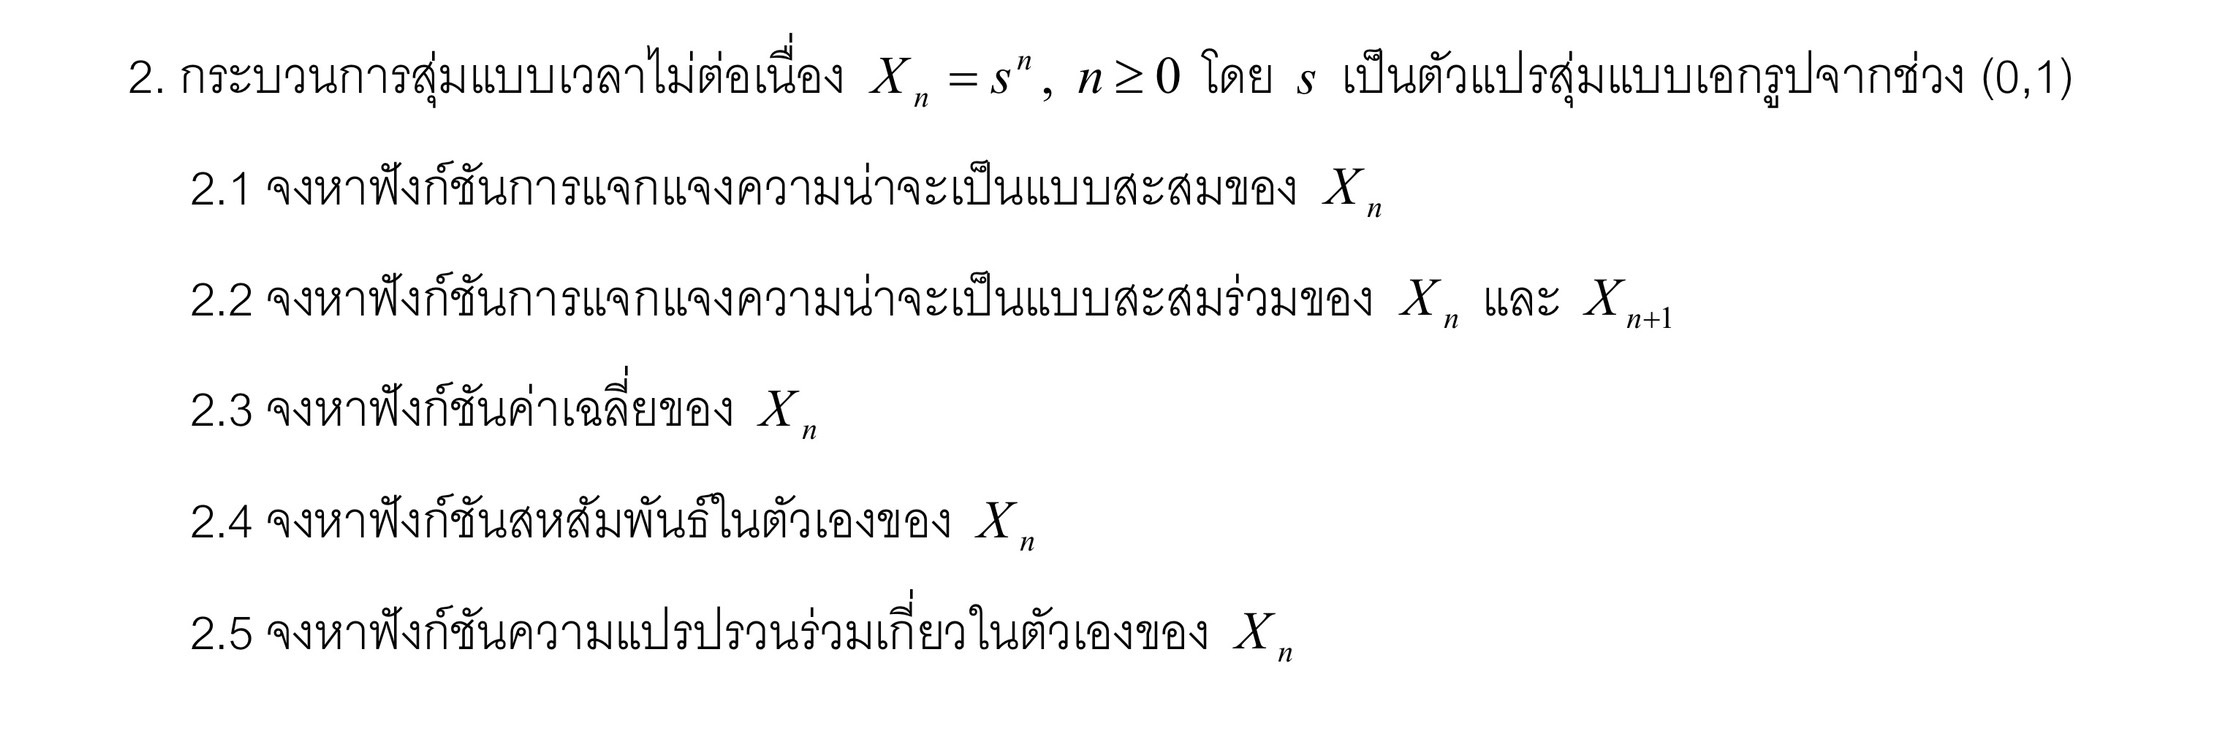 2. กระบวนการสุ่มแบบเวลาไม่ต่อเนื่อง $X_n = s^n, \; n \geq 0$ โดย $s$ เป็นตัวแปรสุ่มแบบเอกรูปจากช่วง (0,1)
2.1 จงหาฟังก์ชันการแจกแจงความน่าจะเป็นแบบสะสมของ $X_n$
2.2 จงหาฟังก์ชันการแจกแจงความน่าจะเป็นแบบสะสมร่วมของ $X_n$ และ $X_{n+1}$
2.3 จงหาฟังก์ชันค่าเฉลี่ยของ $X_n$
2.4 จงหาฟังก์ชันสหสัมพันธ์ในตัวเองของ $X_n$
2.5 จงหาฟังก์ชันความแปรปรวนร่วมเกี่ยวในตัวเองของ $X_n$